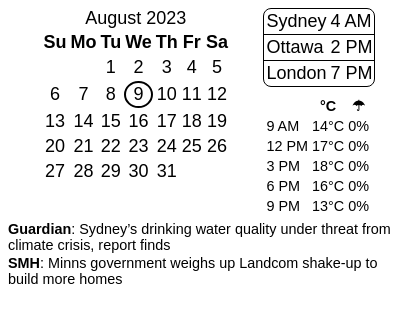 August 2023
Su Mo Tu We Th Fr Sa
1 2 3 4 5
6 7 8 9 10 11 12
13 14 15 16 17 18 19
20 21 22 23 24 25 26
27 28 29 30 31
Sydney 4 AM
Ottawa 2 PM
London 7 PM
°C ☂
9 AM 14°C 0%
12 PM 17°C 0%
3 PM 18°C 0%
6 PM 16°C 0%
9 PM 13°C 0%
Guardian: Sydney’s drinking water quality under threat from
climate crisis, report finds
SMH: Minns government weighs up Landcom shake-up to
build more homes